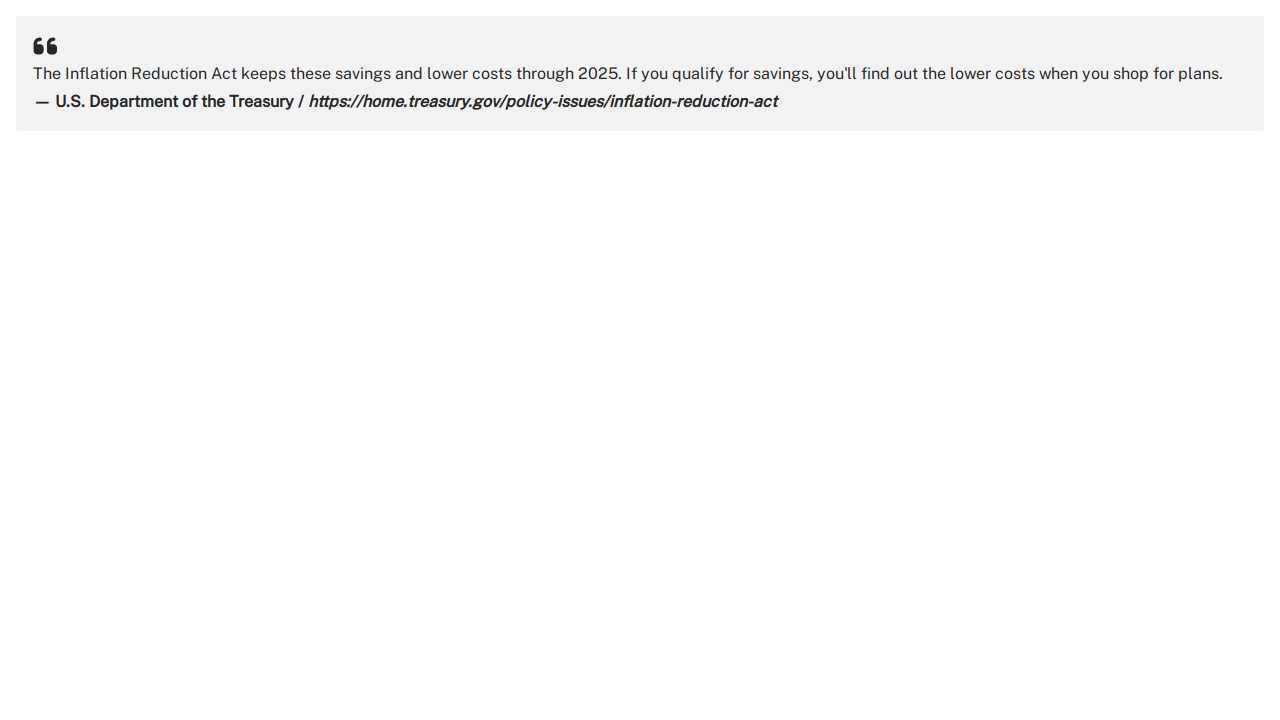 The Inflation Reduction Act keeps these savings and lower costs through 2025. If you qualify for savings, you'll find out the lower costs when you shop for plans.
— U.S. Department of the Treasury / https://home.treasury.gov/policy-issues/inflation-reduction-act